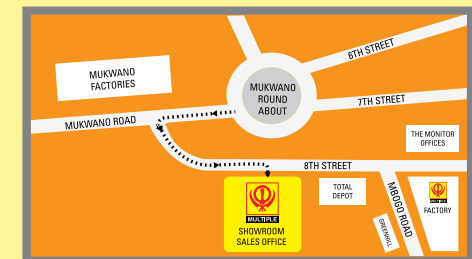 6TH STREET
MUKWANO
FACTORIES
MUKWANO
ROUND
ABOUT
7TH STREET
MUKWANO ROAD
THE MONITOR
OFFICES
8TH STREET
TOTAL
DEPOT
MBOGO ROAD
MULTIPLE
FACTORY
MULTIPLE
SHOWROOM
SALES OFFICE
GREENHILL